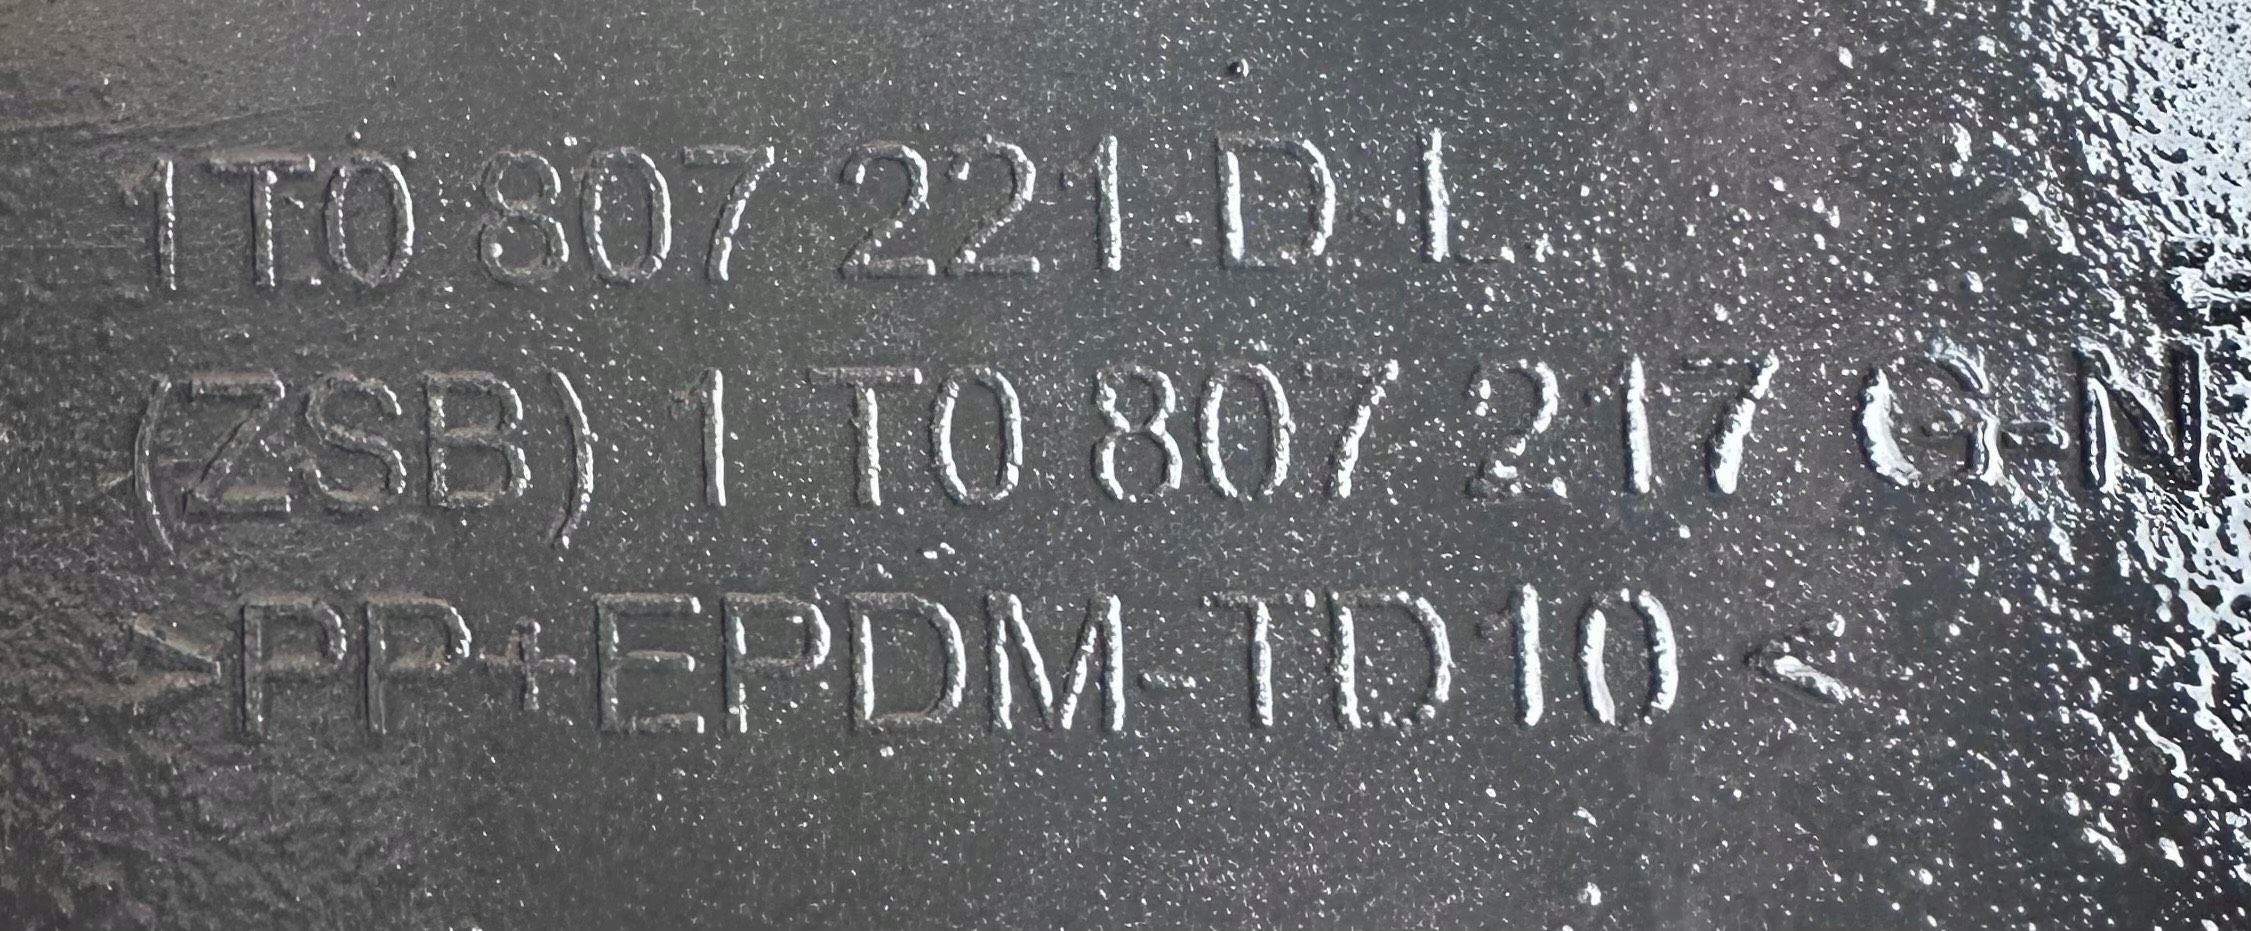 1T0 807 221 D L
(ZSB) 1 T0 807 217 G N
>PP+EPDM-TD10<